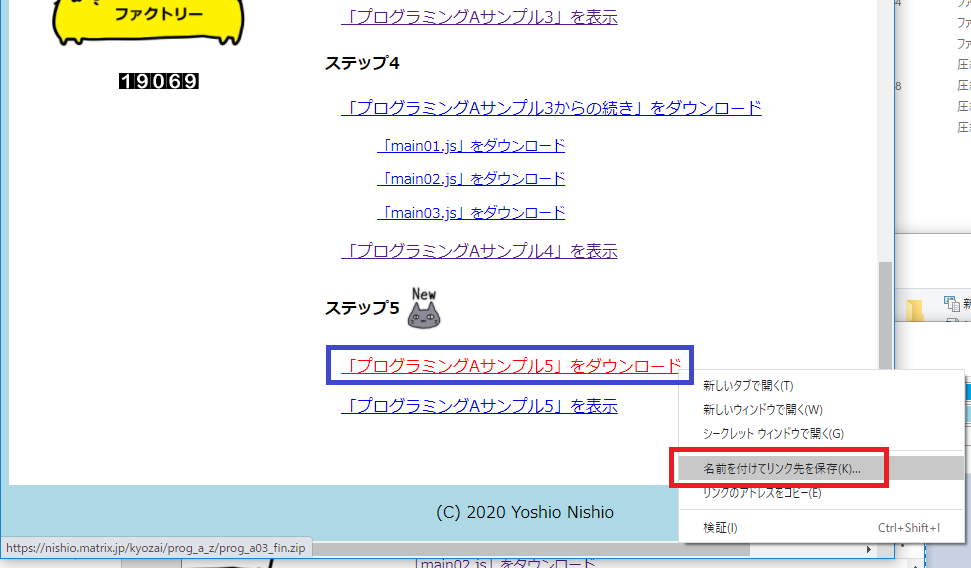 ファクトリー
19069
「プログラミングAサンプル3」を表示
ステップ4
「プログラミングAサンプル3からの続き」をダウンロード
「main01.js」をダウンロード
「main02.js」をダウンロード
「main03.js」をダウンロード
「プログラミングAサンプル4」を表示
ステップ5
New
「プログラミングAサンプル5」をダウンロード
「プログラミングAサンプル5」を表示
新しいタブで開く(T)
新しいウィンドウで開く(W)
シークレット ウィンドウで開く(G)
名前を付けてリンク先を保存(K)...
リンクのアドレスをコピー(E)
検証(I) Ctrl+Shift+I
(C) 2020 Yoshio Nishio
https://nishio.matrix.jp/kyozai/prog_a_z/prog_a03_fin.zip
「main02.js」をダウンロード